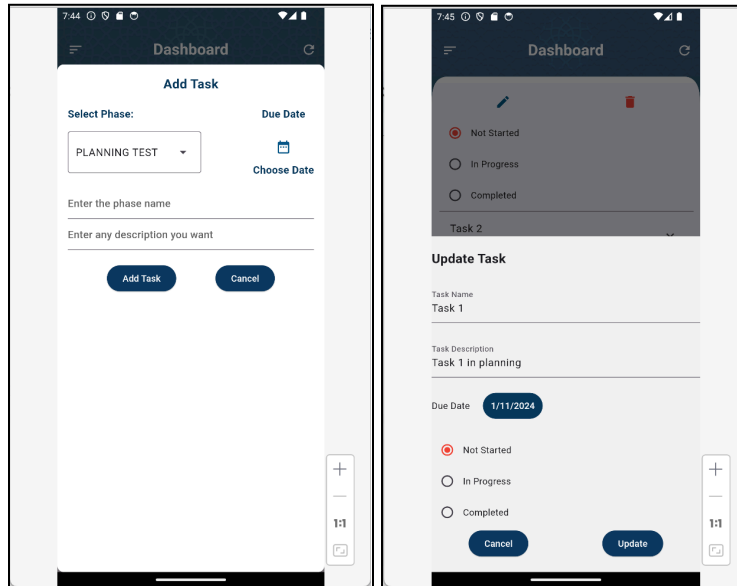 7:44
Dashboard
Add Task
Select Phase:
Due Date
PLANNING TEST
Choose Date
Enter the phase name
Enter any description you want
Add Task
Cancel
1:1
7:45
Dashboard
Not Started
In Progress
Completed
Task 2
Update Task
Task Name
Task 1
Task Description
Task 1 in planning
Due Date
1/11/2024
Not Started
In Progress
Completed
Cancel
Update
1:1